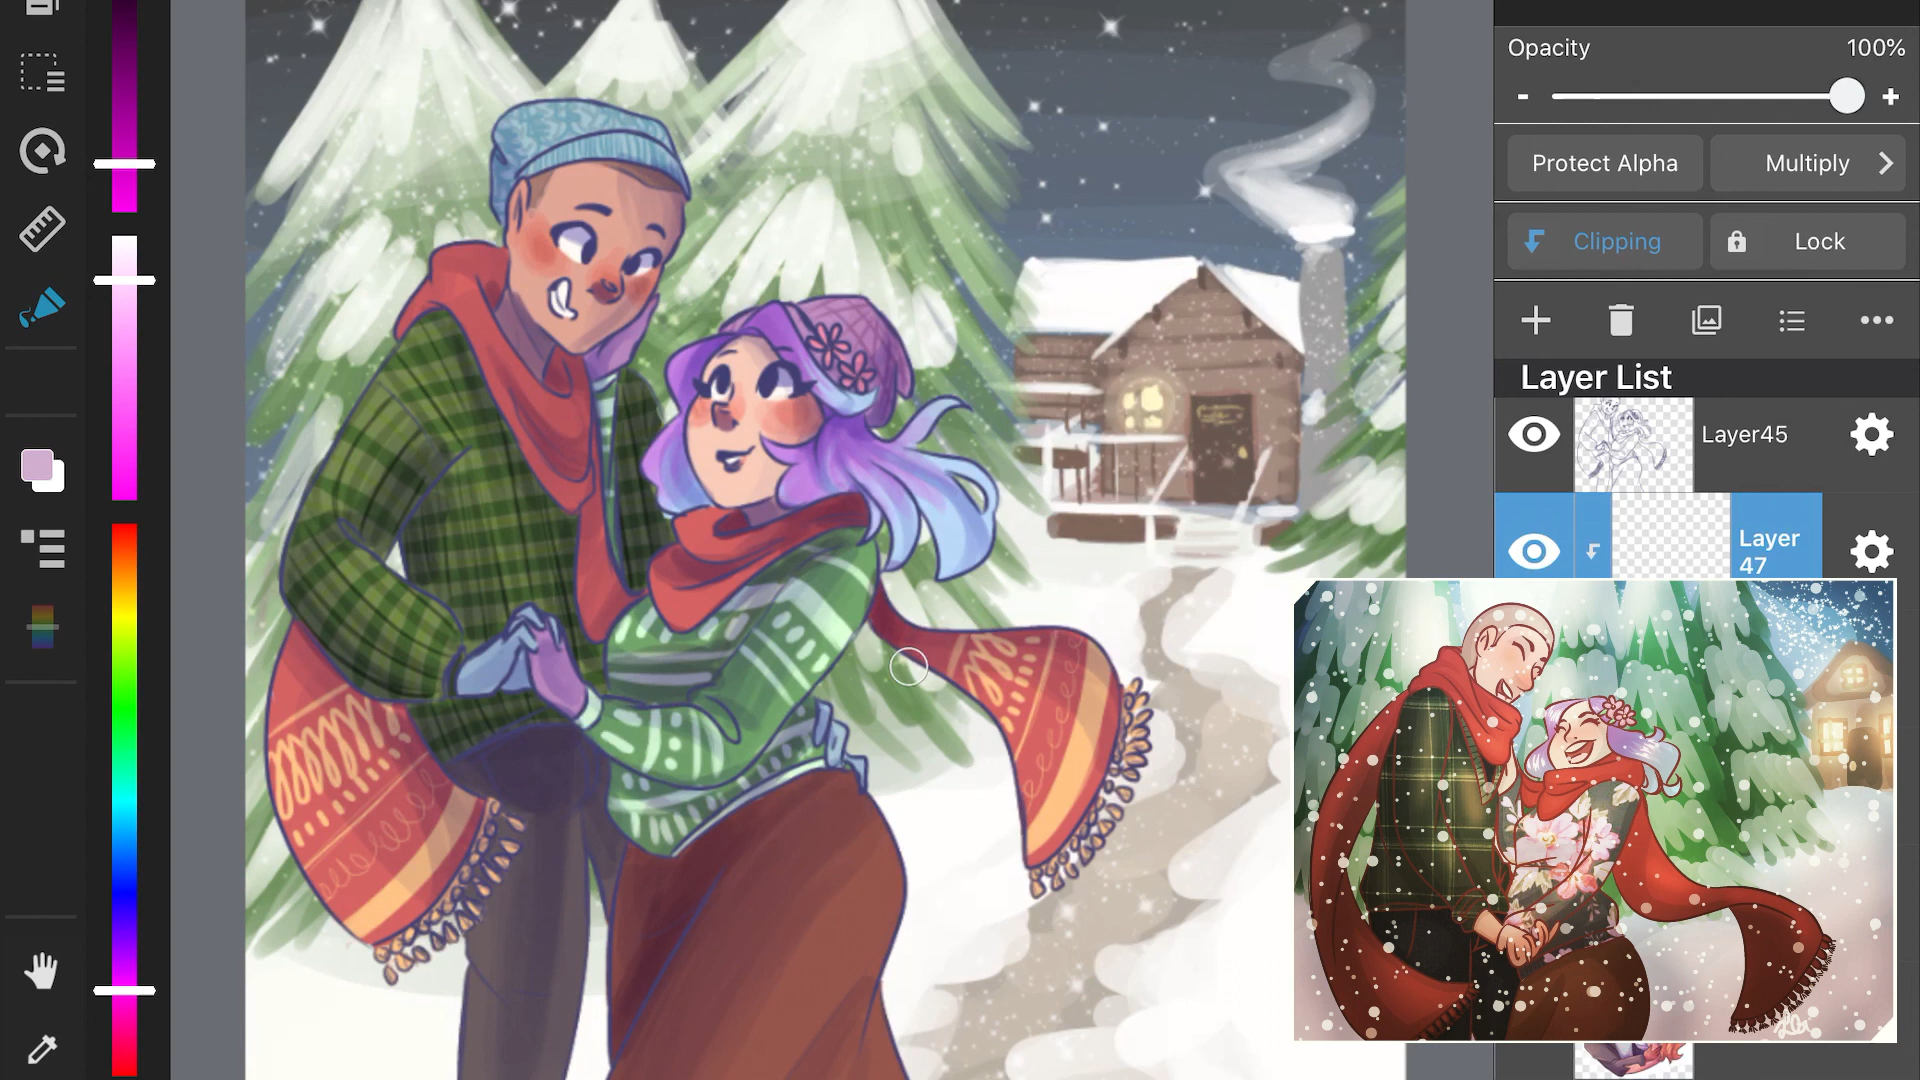 Opacity 100%
- +
Protect Alpha Multiply
Clipping Lock
Layer List
Layer45
Layer
47